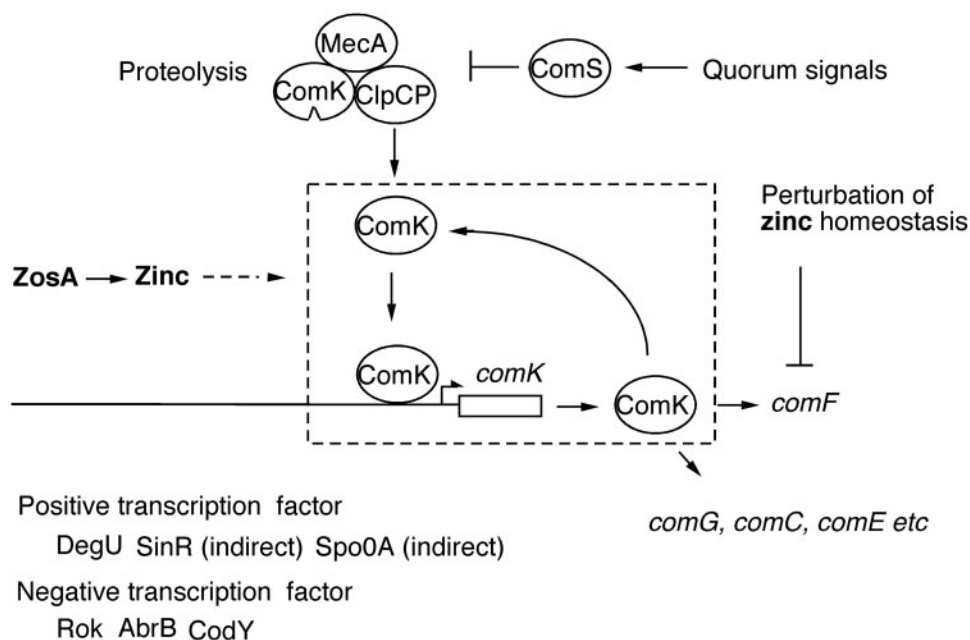 MecA
Proteolysis
ComK
ClpCP
ComS
Quorum signals
ComK
Perturbation of
zinc homeostasis
ZosA
Zinc
ComK
comK
ComK
comF
comG, comC, comE etc
Positive transcription factor
DegU SinR (indirect) Spo0A (indirect)
Negative transcription factor
Rok AbrB CodY